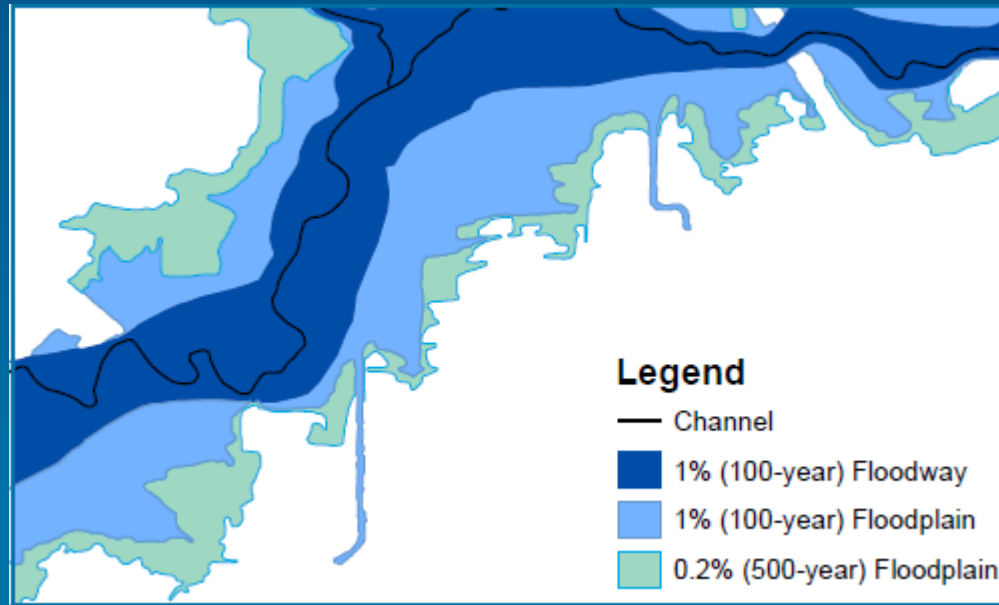 Legend
Channel
1% (100-year) Floodway
1% (100-year) Floodplain
0.2% (500-year) Floodplain